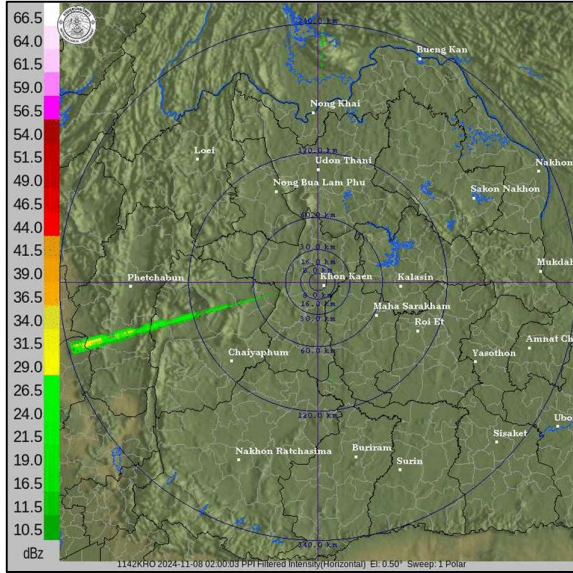 66.5
64.0
61.5
59.0
56.5
54.0
51.5
49.0
46.5
44.0
41.5
39.0
36.5
34.0
31.5
29.0
26.5
24.0
21.5
19.0
16.5
11.5
10.5
dBz
240.0 km
Bueng Kan
Nong Khai
Loei
Udon Thani
Nakhon
Nong Bua Lam Phu
Sakon Nakhon
30.0 km
Mukdah
Phetchabun
Khon Kaen
Kalasin
Maha Sarakham
Roi Et
Amnat Ch
60.0 km
Chaiyaphum
Yasothon
120.0 km
Ubo
Sisaket
Nakhon Ratchasima
Buriram
Surin
1142KHO 2024-11-08 02:00:03 PPI Filtered Intensity(Horizontal) El: 0.50° Sweep: 1 Polar